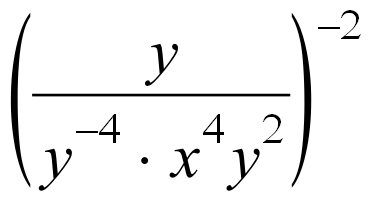 (y / (y^−4 · x^4 y^2))^−2